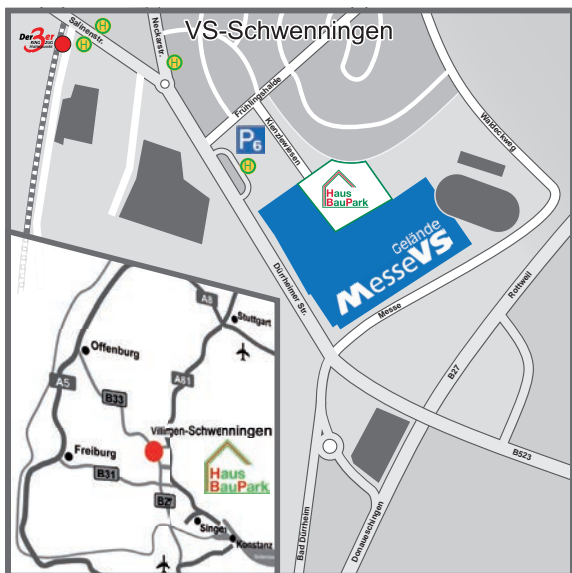 VS-Schwenningen
Der 3er
RINGZUG
Salinenstr.
H
H
H
Neckarstr.
H
Frühlingshalde
Kienzlewiesen
Waldeckweg
P6
H
Haus
BauPark
Gelände
MesseVS
Dürrheimer Str.
Messe
Rottweil
B27
B523
Bad Dürrheim
Donaueschingen
A8
Stuttgart
Offenburg
A5
A81
B33
Villingen-Schwenningen
Freiburg
B31
Haus
BauPark
B27
Singen
Konstanz